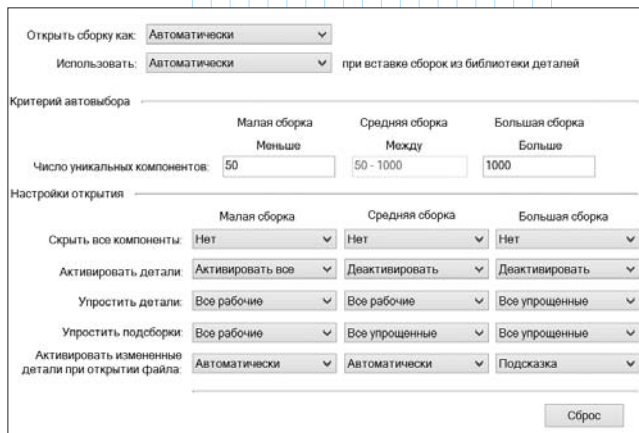 Открыть сборку как: Автоматически
Использовать: Автоматически при вставке сборок из библиотеки деталей
Критерий автовыбора
Малая сборка Средняя сборка Большая сборка
Меньше Между Больше
Число уникальных компонентов: 50 50 - 1000 1000
Настройки открытия
Малая сборка Средняя сборка Большая сборка
Скрыть все компоненты: Нет Нет Нет
Активировать детали: Активировать все Деактивировать Деактивировать
Упростить детали: Все рабочие Все рабочие Все упрощенные
Упростить подсборки: Все рабочие Все упрощенные Все упрощенные
Активировать измененные
детали при открытии файла: Автоматически Автоматически Подсказка
Сброс